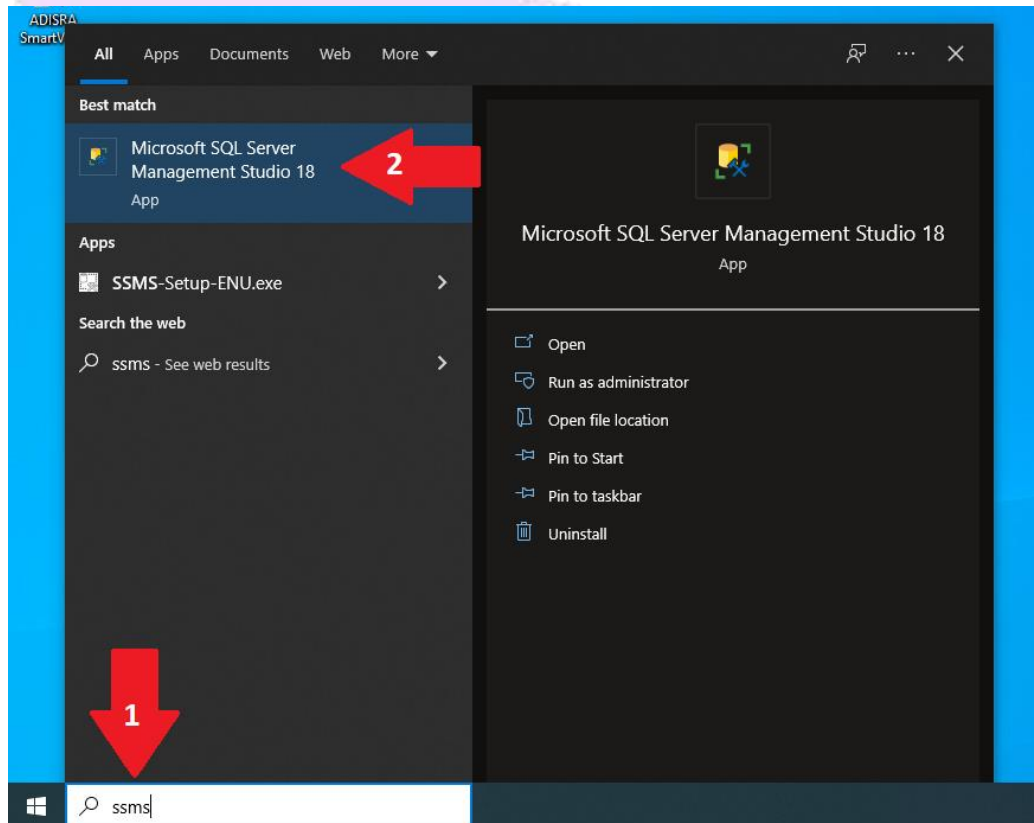 ADISRA
SmartV
All Apps Documents Web More
Best match
Microsoft SQL Server
Management Studio 18
App
2
Apps
SSMS-Setup-ENU.exe
Search the web
ssms - See web results
Microsoft SQL Server Management Studio 18
App
Open
Run as administrator
Open file location
Pin to Start
Pin to taskbar
Uninstall
1
ssms